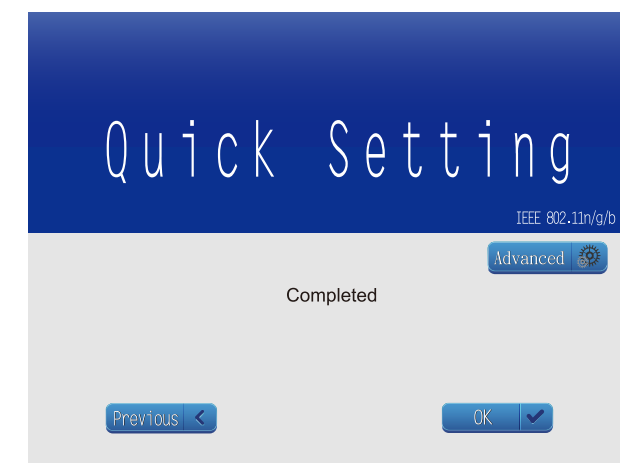 Quick Setting
IEEE 802.11n/g/b
Advanced
Completed
Previous
OK